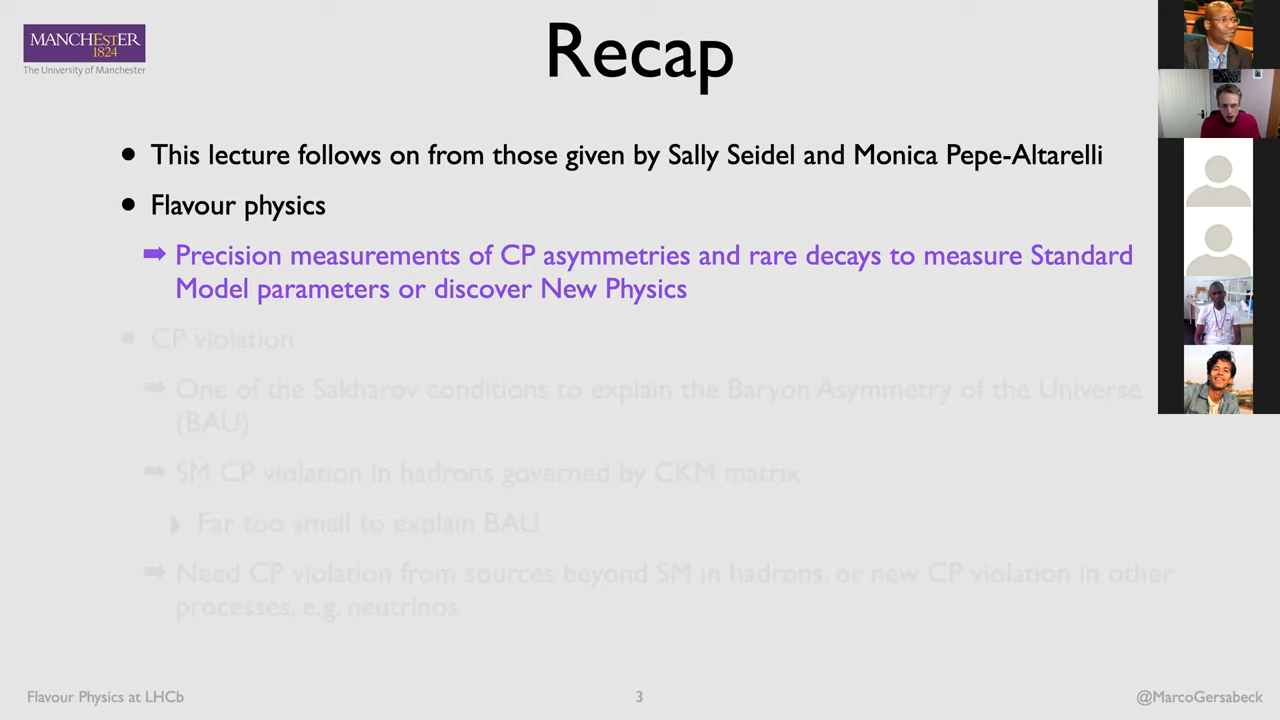 MANCHESTER
1824
The University of Manchester
Recap
• This lecture follows on from those given by Sally Seidel and Monica Pepe-Altarelli
• Flavour physics
➡ Precision measurements of CP asymmetries and rare decays to measure Standard
Model parameters or discover New Physics
• CP violation
➡ One of the Sakharov conditions to explain the Baryon Asymmetry of the Universe
(BAU)
➡ SM CP violation in hadrons governed by CKM matrix
‣ Far too small to explain BAU
➡ Need CP violation from sources beyond SM in hadrons, or new CP violation in other
processes, e.g. neutrinos
Flavour Physics at LHCb
3
@MarcoGersabeck